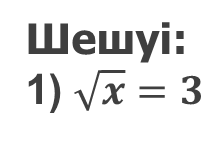 Шешуі:
1) √x = 3